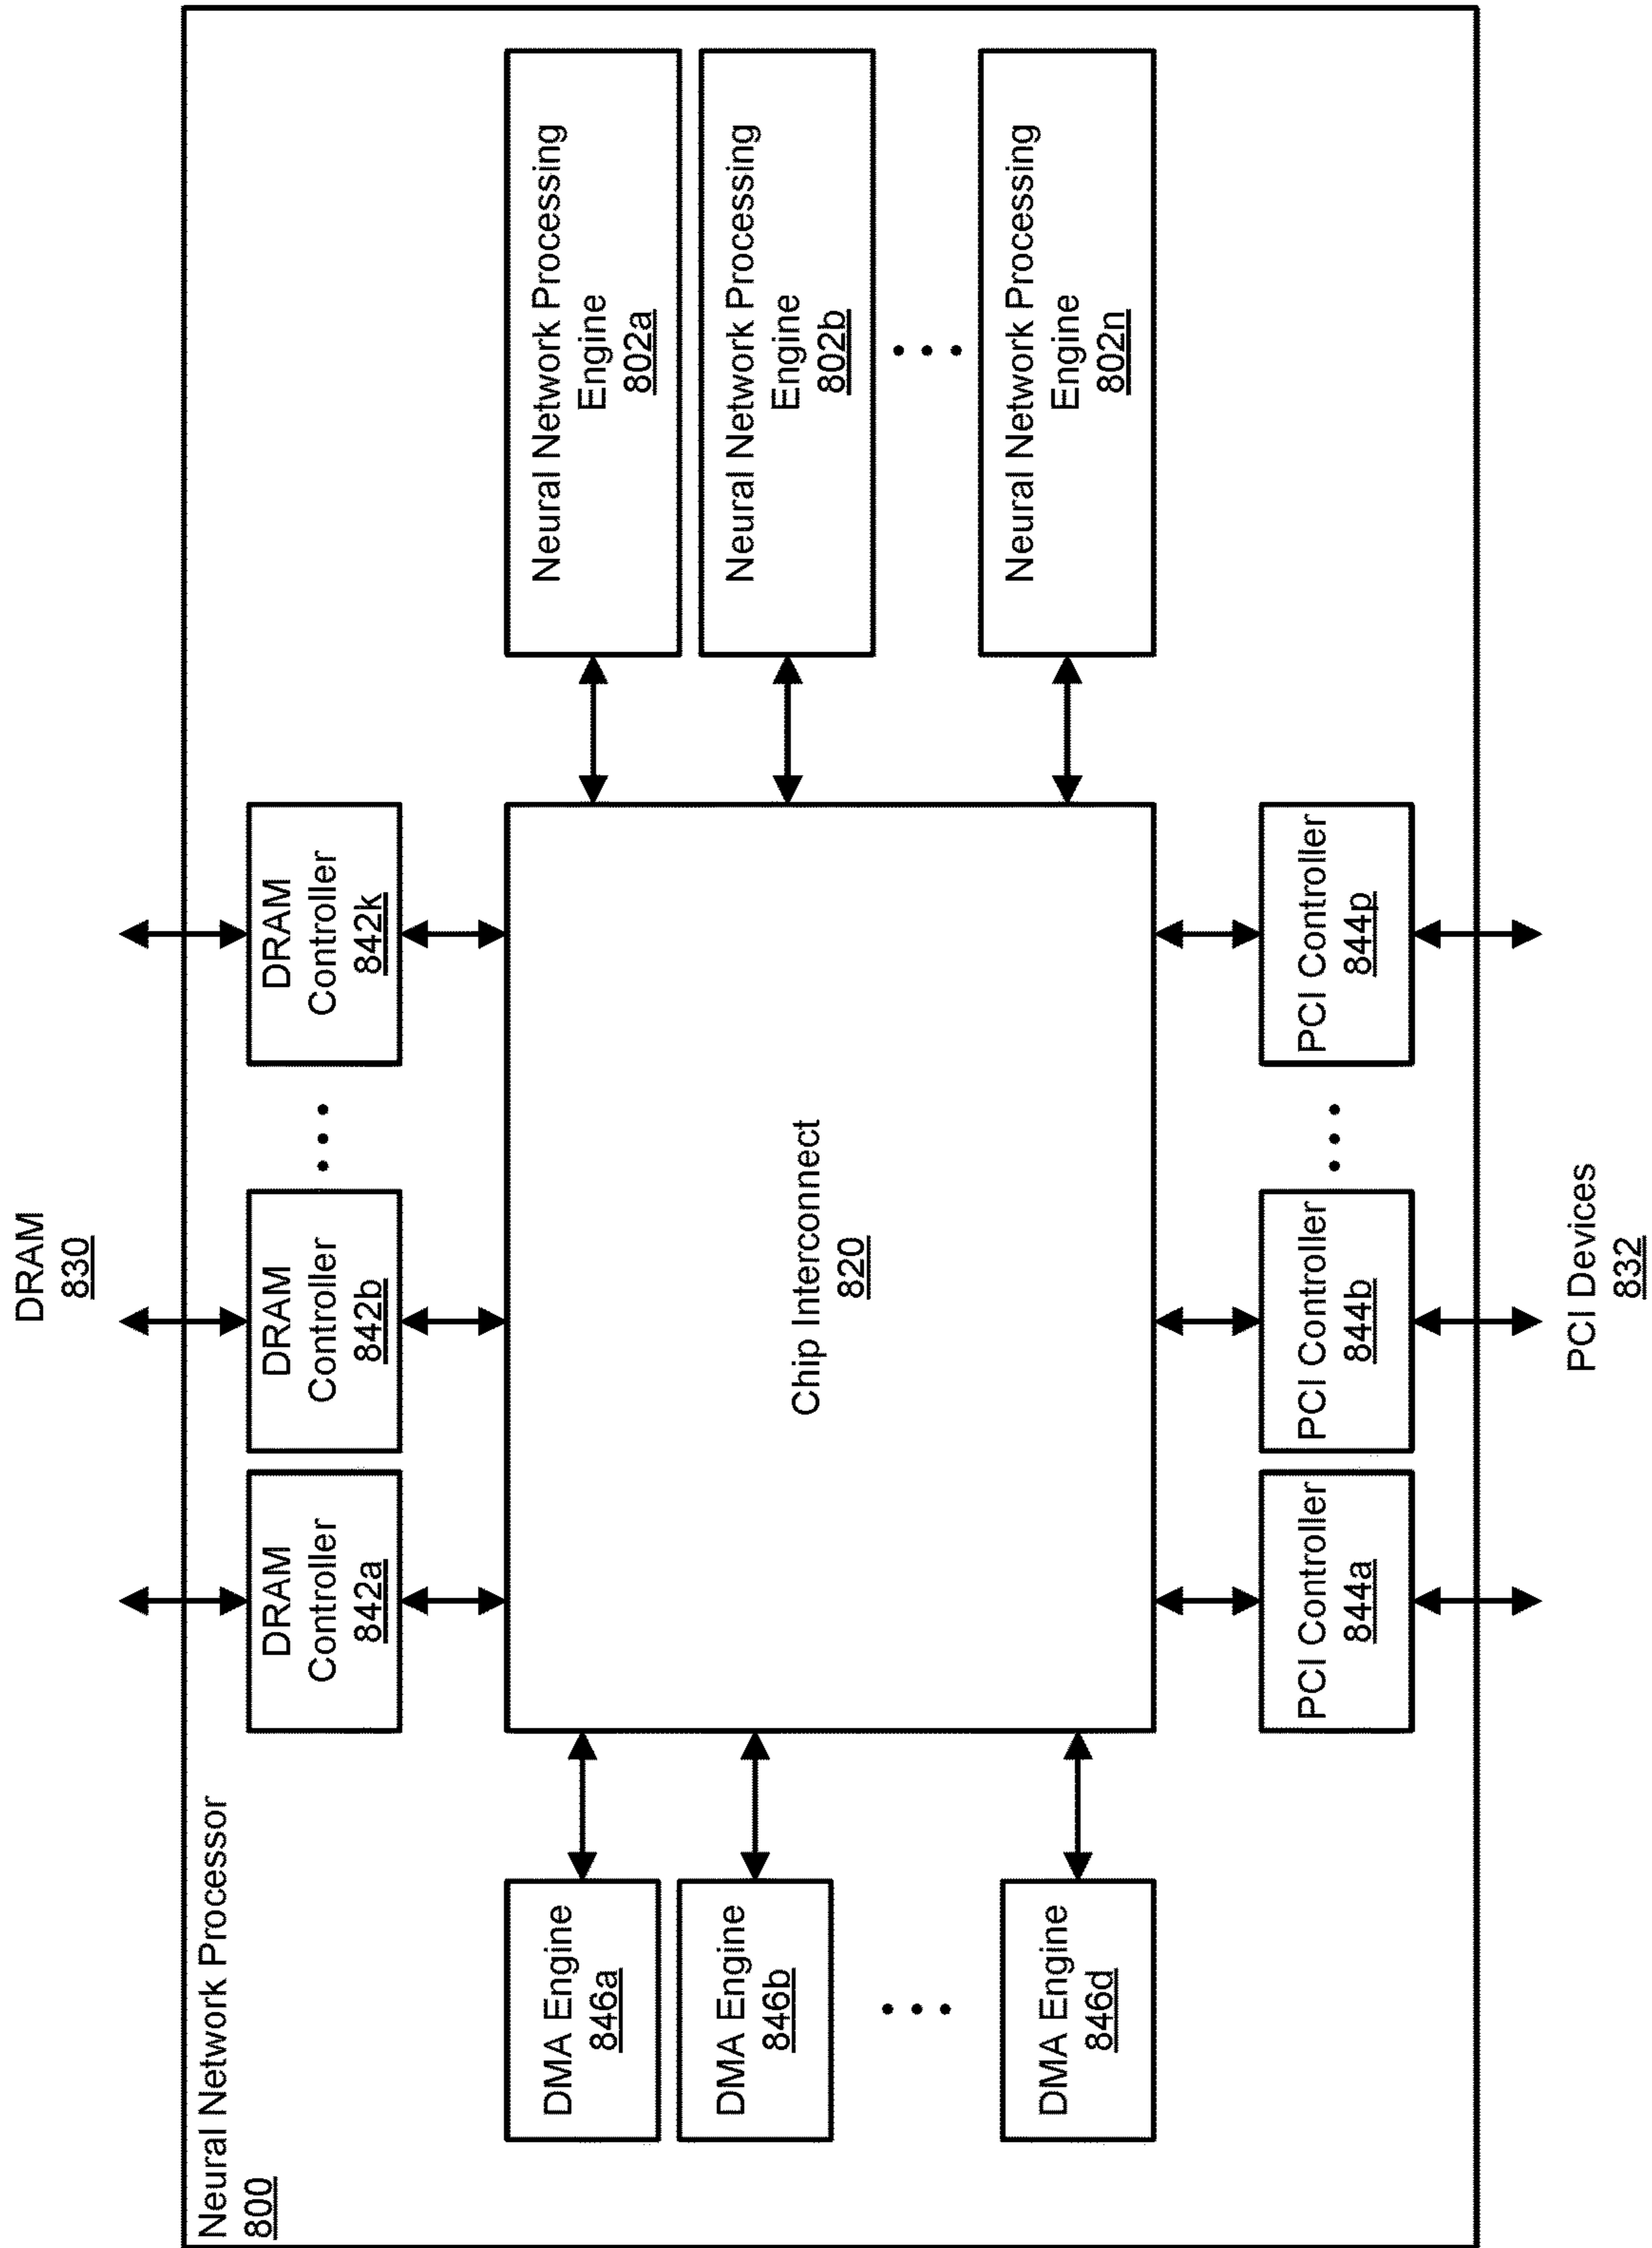 DRAM
830
Neural Network Processor
800
DRAM
Controller
842a
DRAM
Controller
842b
DRAM
Controller
842k
DMA Engine
846a
DMA Engine
846b
DMA Engine
846d
Chip Interconnect
820
Neural Network Processing
Engine
802a
Neural Network Processing
Engine
802b
Neural Network Processing
Engine
802n
PCI Controller
844a
PCI Controller
844b
PCI Controller
844p
PCI Devices
832